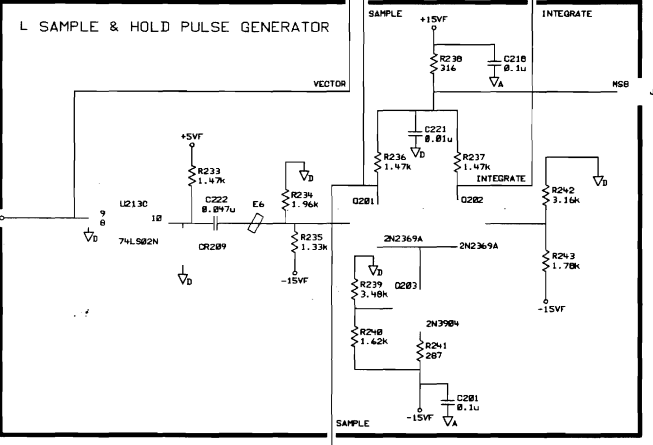 L SAMPLE & HOLD PULSE GENERATOR
SAMPLE
INTEGRATE
+15VF
R238
316
C218
0.1u
A
VECTOR
MSB
C221
0.01u
D
+5VF
R233
1.47k
R236
1.47k
R237
1.47k
INTEGRATE
D
R234
1.96k
D
R242
3.16k
U213C
C222
0.047u
E6
Q201
Q202
9
8
10
D
74LS02N
CR209
R235
1.33k
-15VF
2N2369A
2N2369A
R243
1.78k
D
D
R239
3.48k
Q203
-15VF
2N3904
R240
1.62k
R241
287
C201
0.1u
-15VF
A
SAMPLE